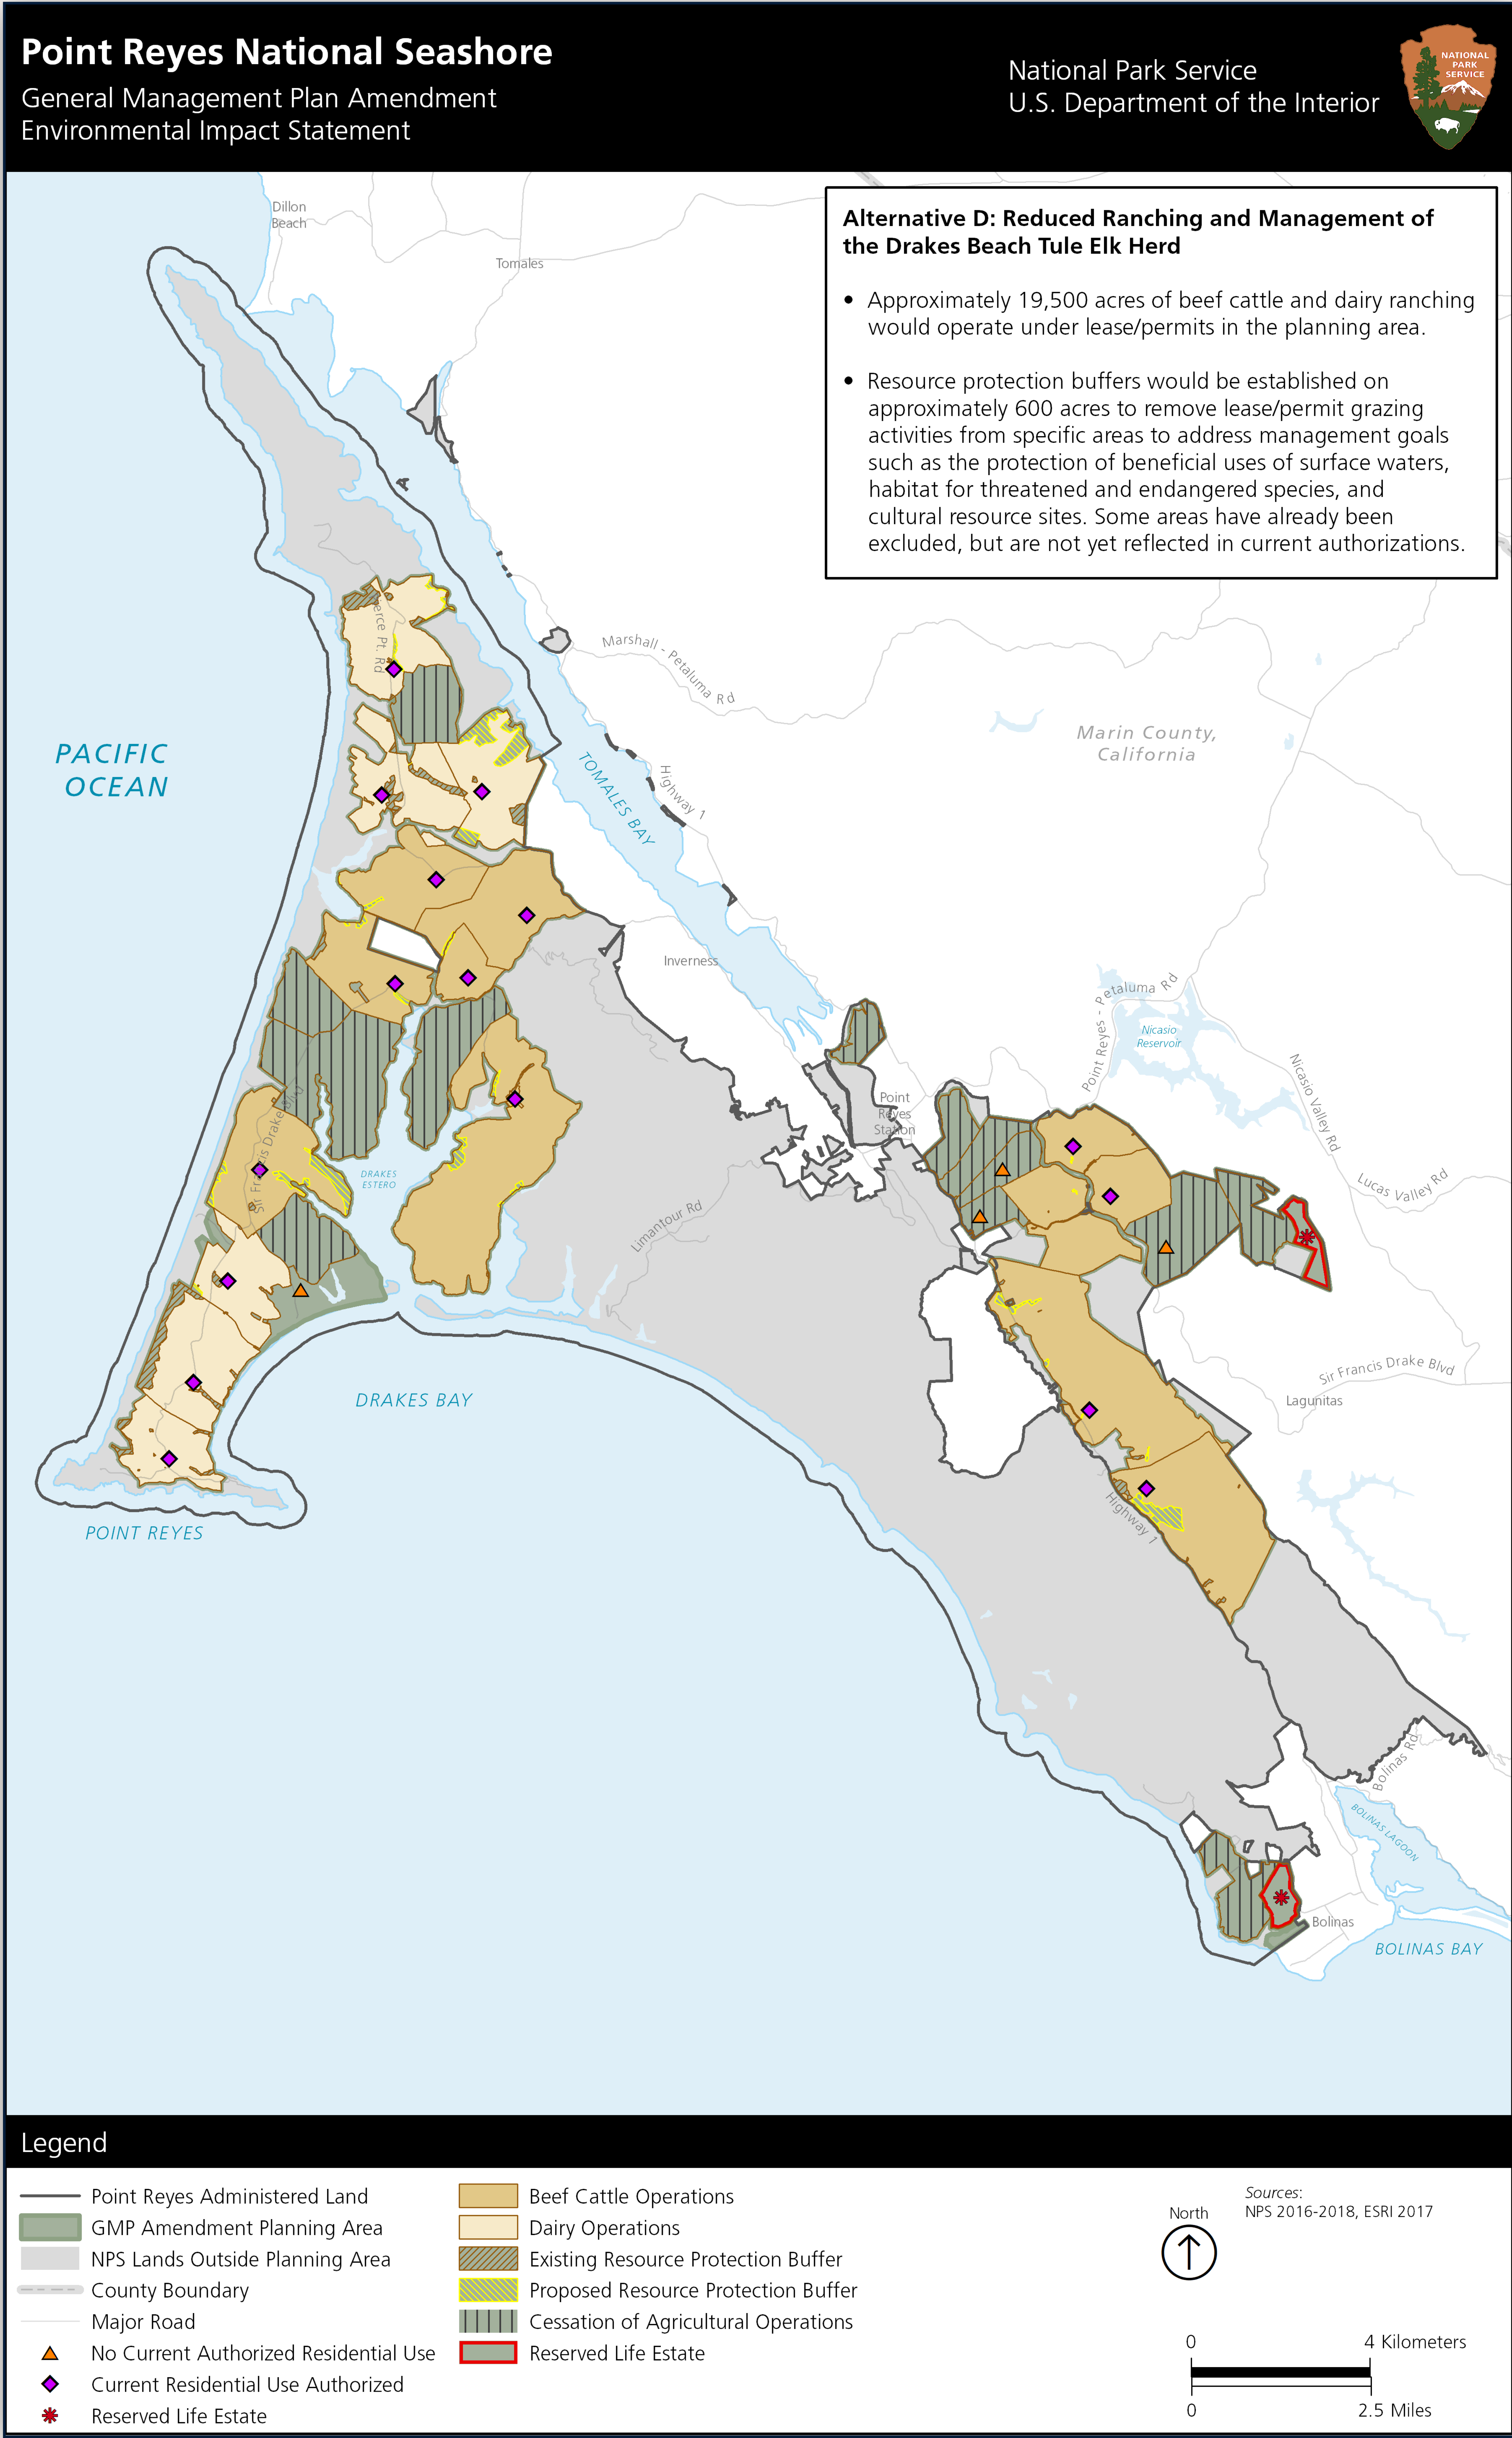 Point Reyes National Seashore
General Management Plan Amendment
Environmental Impact Statement
National Park Service
U.S. Department of the Interior
NATIONAL
PARK
SERVICE
Alternative D: Reduced Ranching and Management of
the Drakes Beach Tule Elk Herd
• Approximately 19,500 acres of beef cattle and dairy ranching
would operate under lease/permits in the planning area.
• Resource protection buffers would be established on
approximately 600 acres to remove lease/permit grazing
activities from specific areas to address management goals
such as the protection of beneficial uses of surface waters,
habitat for threatened and endangered species, and
cultural resource sites. Some areas have already been
excluded, but are not yet reflected in current authorizations.
Dillon
Beach
Tomales
Marshall - Petaluma Rd
Marin County,
California
PACIFIC
OCEAN
TOMALES BAY
Highway 1
Inverness
Point Reyes - Petaluma Rd
Nicasio
Reservoir
Nicasio Valley Rd
Point
Reyes
Station
Lucas Valley Rd
Sir Francis Drake Blvd
DRAKES
ESTERO
Limantour Rd
Sir Francis Drake Blvd
Lagunitas
DRAKES BAY
POINT REYES
Highway 1
Bolinas Rd
BOLINAS LAGOON
Bolinas
BOLINAS BAY
Legend
Point Reyes Administered Land
GMP Amendment Planning Area
NPS Lands Outside Planning Area
County Boundary
Major Road
No Current Authorized Residential Use
Current Residential Use Authorized
Reserved Life Estate
Beef Cattle Operations
Dairy Operations
Existing Resource Protection Buffer
Proposed Resource Protection Buffer
Cessation of Agricultural Operations
Reserved Life Estate
North
Sources:
NPS 2016-2018, ESRI 2017
0 4 Kilometers
0 2.5 Miles